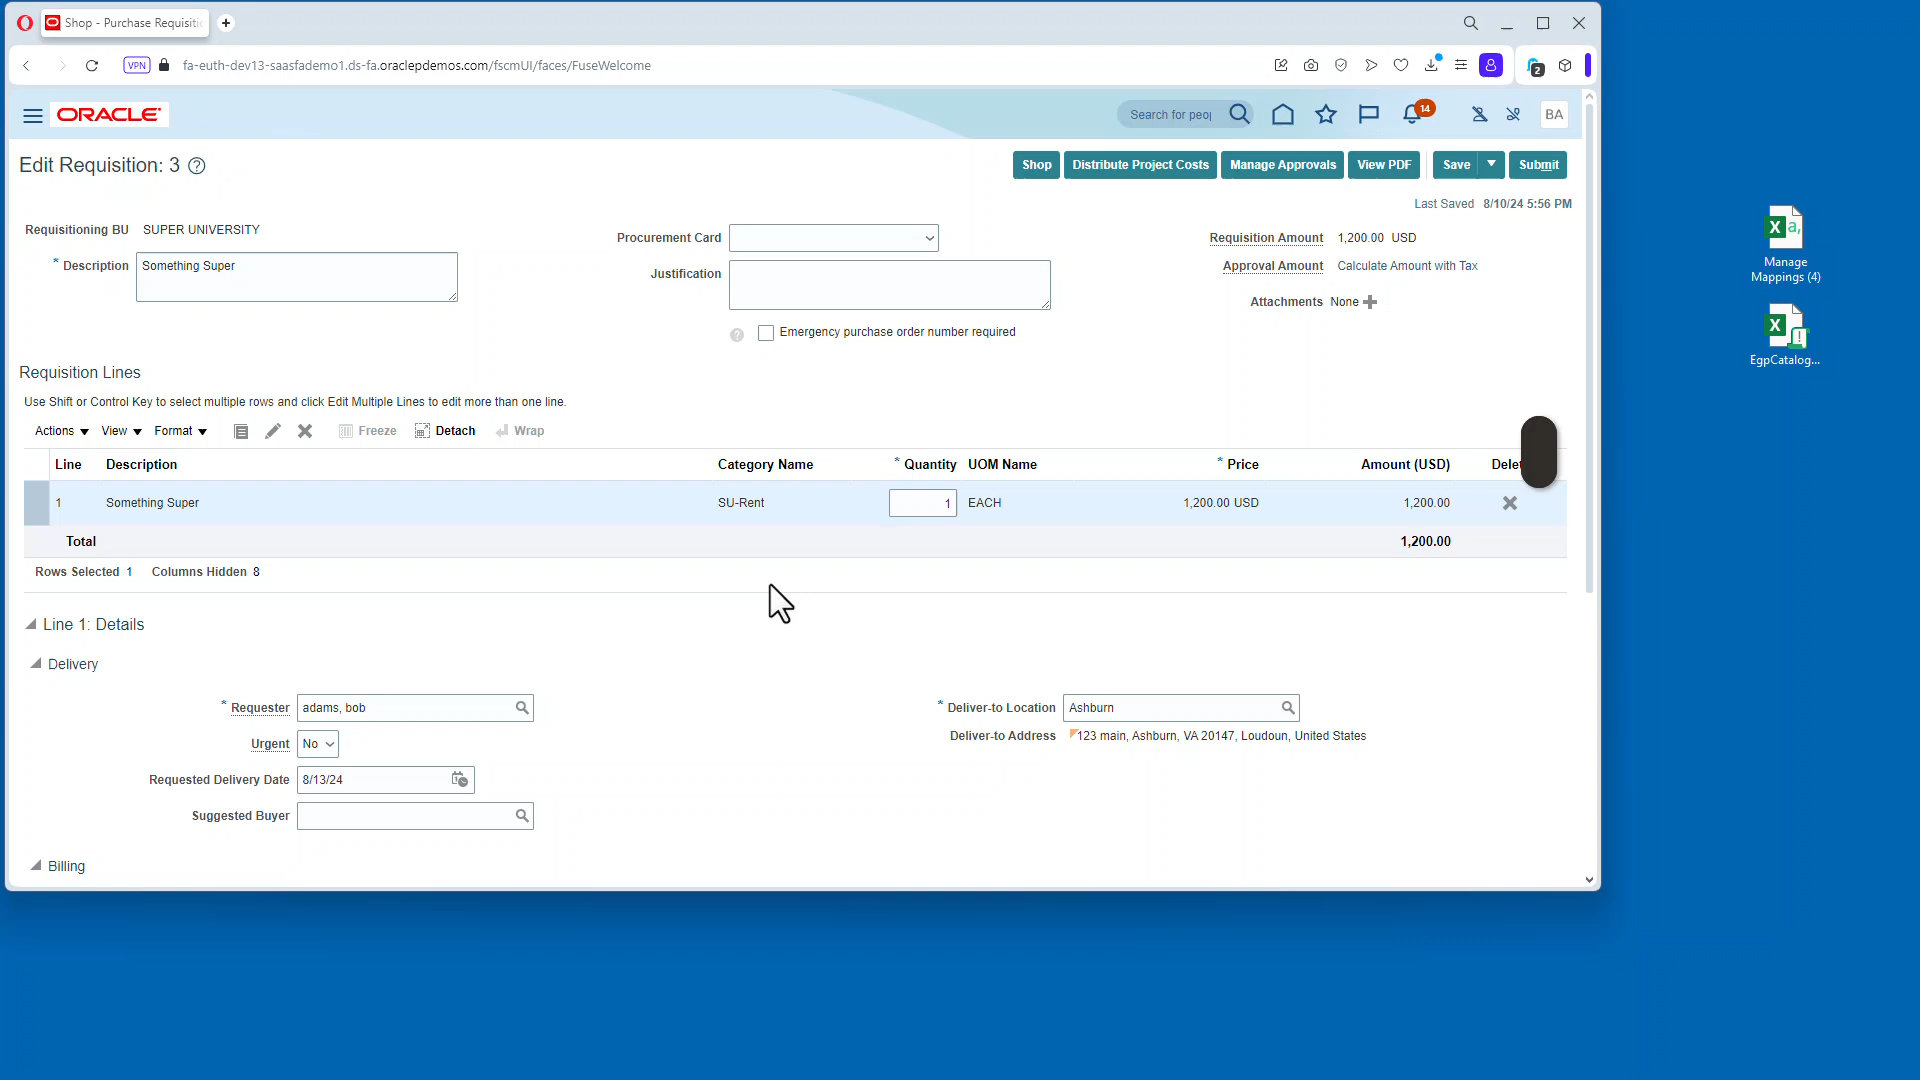 Shop - Purchase Requisiti
VPN fa-euth-dev13-saasfademo1.ds-fa.oraclepdemos.com/fscmUI/faces/FuseWelcome 2
ORACLE Search for peop 14 BA
Edit Requisition: 3 ? Shop Distribute Project Costs Manage Approvals View PDF Save Submit
Last Saved 8/10/24 5:56 PM
Requisitioning BU SUPER UNIVERSITY
Procurement Card
Requisition Amount 1,200.00 USD
* Description Something Super
Justification
Approval Amount Calculate Amount with Tax
Attachments None
? Emergency purchase order number required
Requisition Lines
Use Shift or Control Key to select multiple rows and click Edit Multiple Lines to edit more than one line.
Actions View Format Freeze Detach Wrap
Line Description Category Name * Quantity UOM Name * Price Amount (USD) Delet
1 Something Super SU-Rent 1 EACH 1,200.00 USD 1,200.00
Total 1,200.00
Rows Selected 1 Columns Hidden 8
Line 1: Details
Delivery
* Requester adams, bob
* Deliver-to Location Ashburn
Urgent No
Deliver-to Address 123 main, Ashburn, VA 20147, Loudoun, United States
Requested Delivery Date 8/13/24
Suggested Buyer
Billing
Manage
Mappings (4)
EgpCatalog...